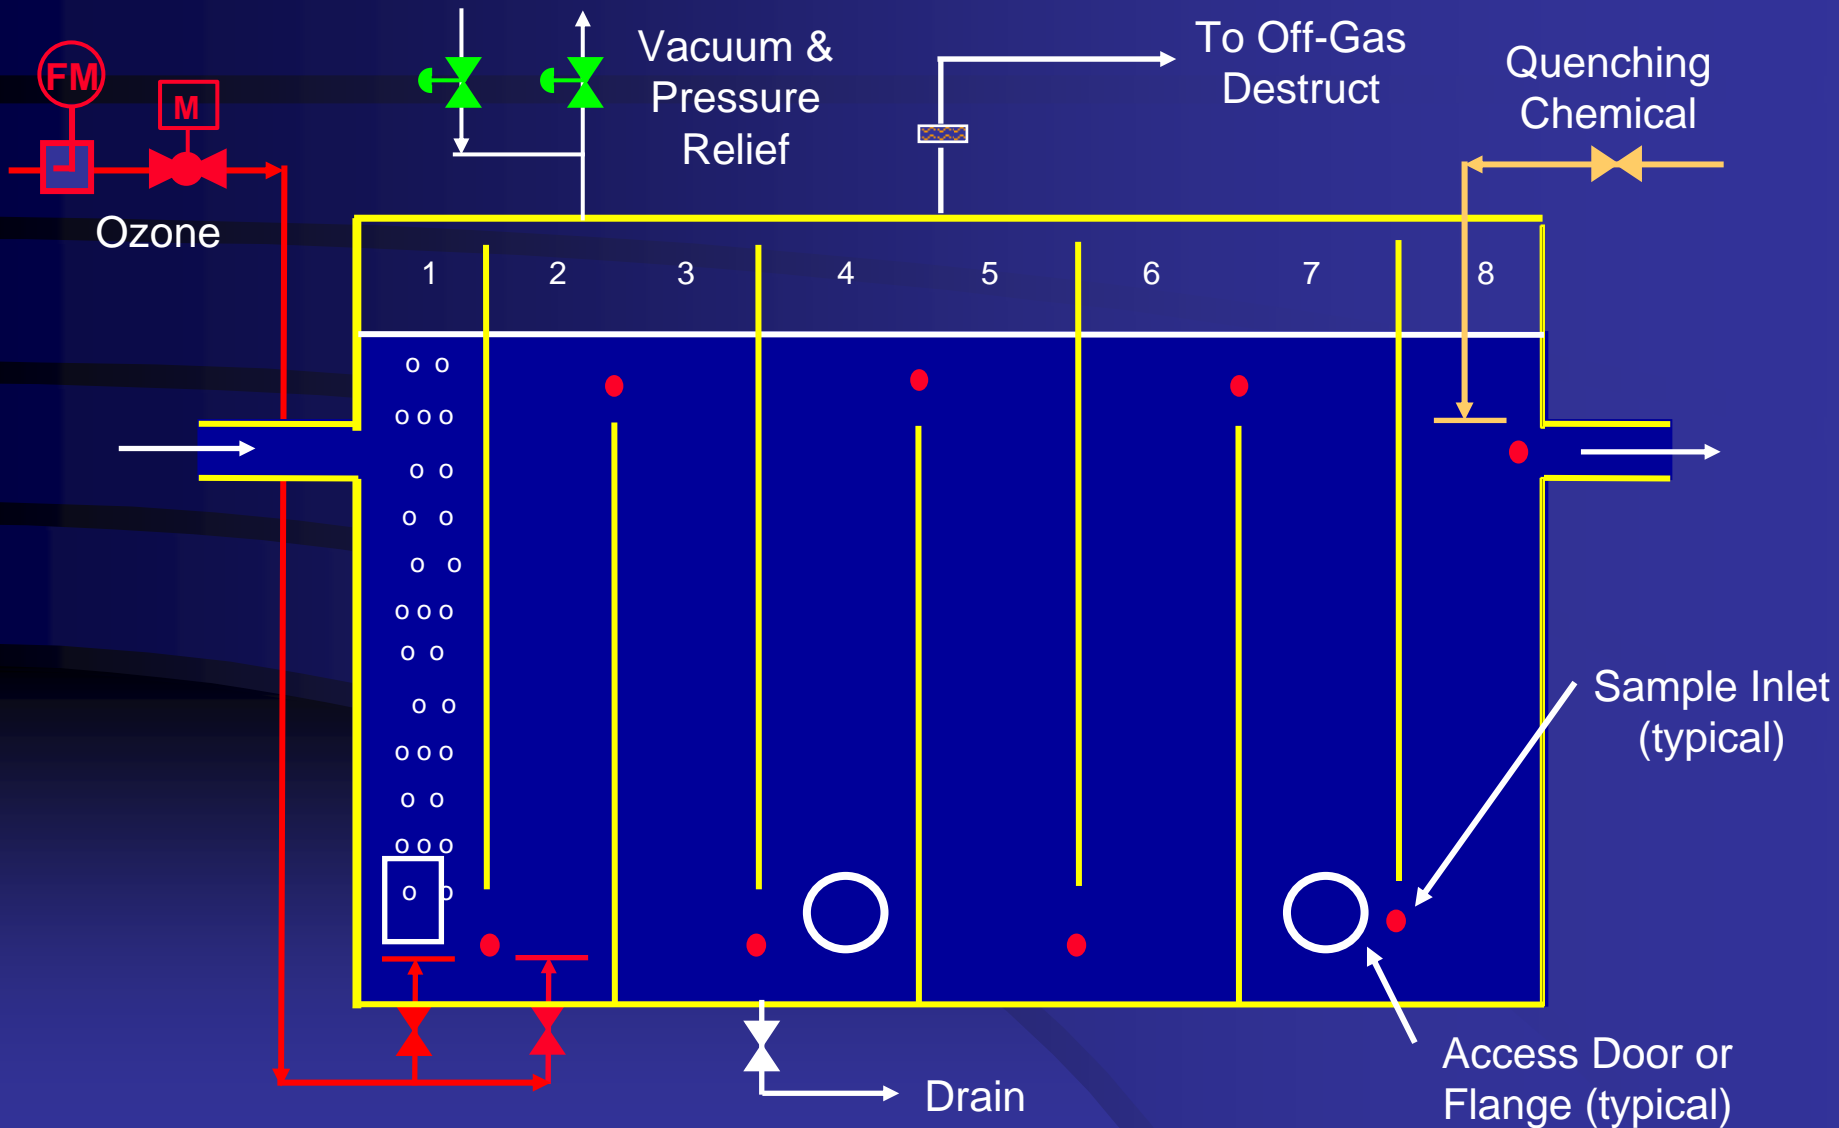 Vacuum &
Pressure
Relief
To Off-Gas
Destruct
Quenching
Chemical
FM
M
Ozone
1 2 3 4 5 6 7 8
o o
o o o
o o
o o
o o
o o o
o o
o o
o o o
o o
o o o
o o
Sample Inlet
(typical)
Access Door or
Flange (typical)
Drain